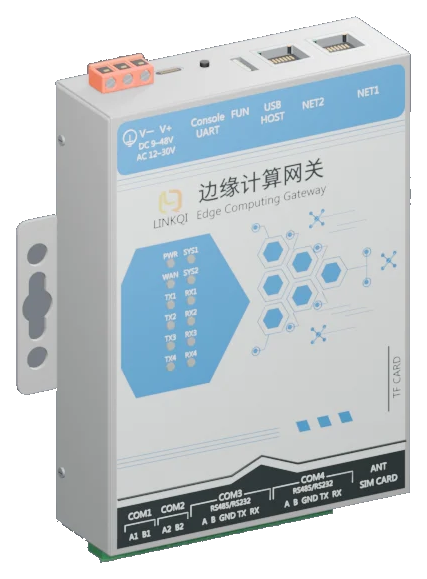 V− V+
DC 9~48V
AC 12~30V
Console
UART
FUN
USB
HOST
NET2
NET1
LINKQI
边缘计算网关
Edge Computing Gateway
PWR SYS1
WAN SYS2
TX1 RX1
TX2 RX2
TX3 RX3
TX4 RX4
TF CARD
COM1
A1 B1
COM2
A2 B2
COM3
RS485/RS232
A B GND TX RX
COM4
RS485/RS232
A B GND TX RX
ANT
SIM CARD